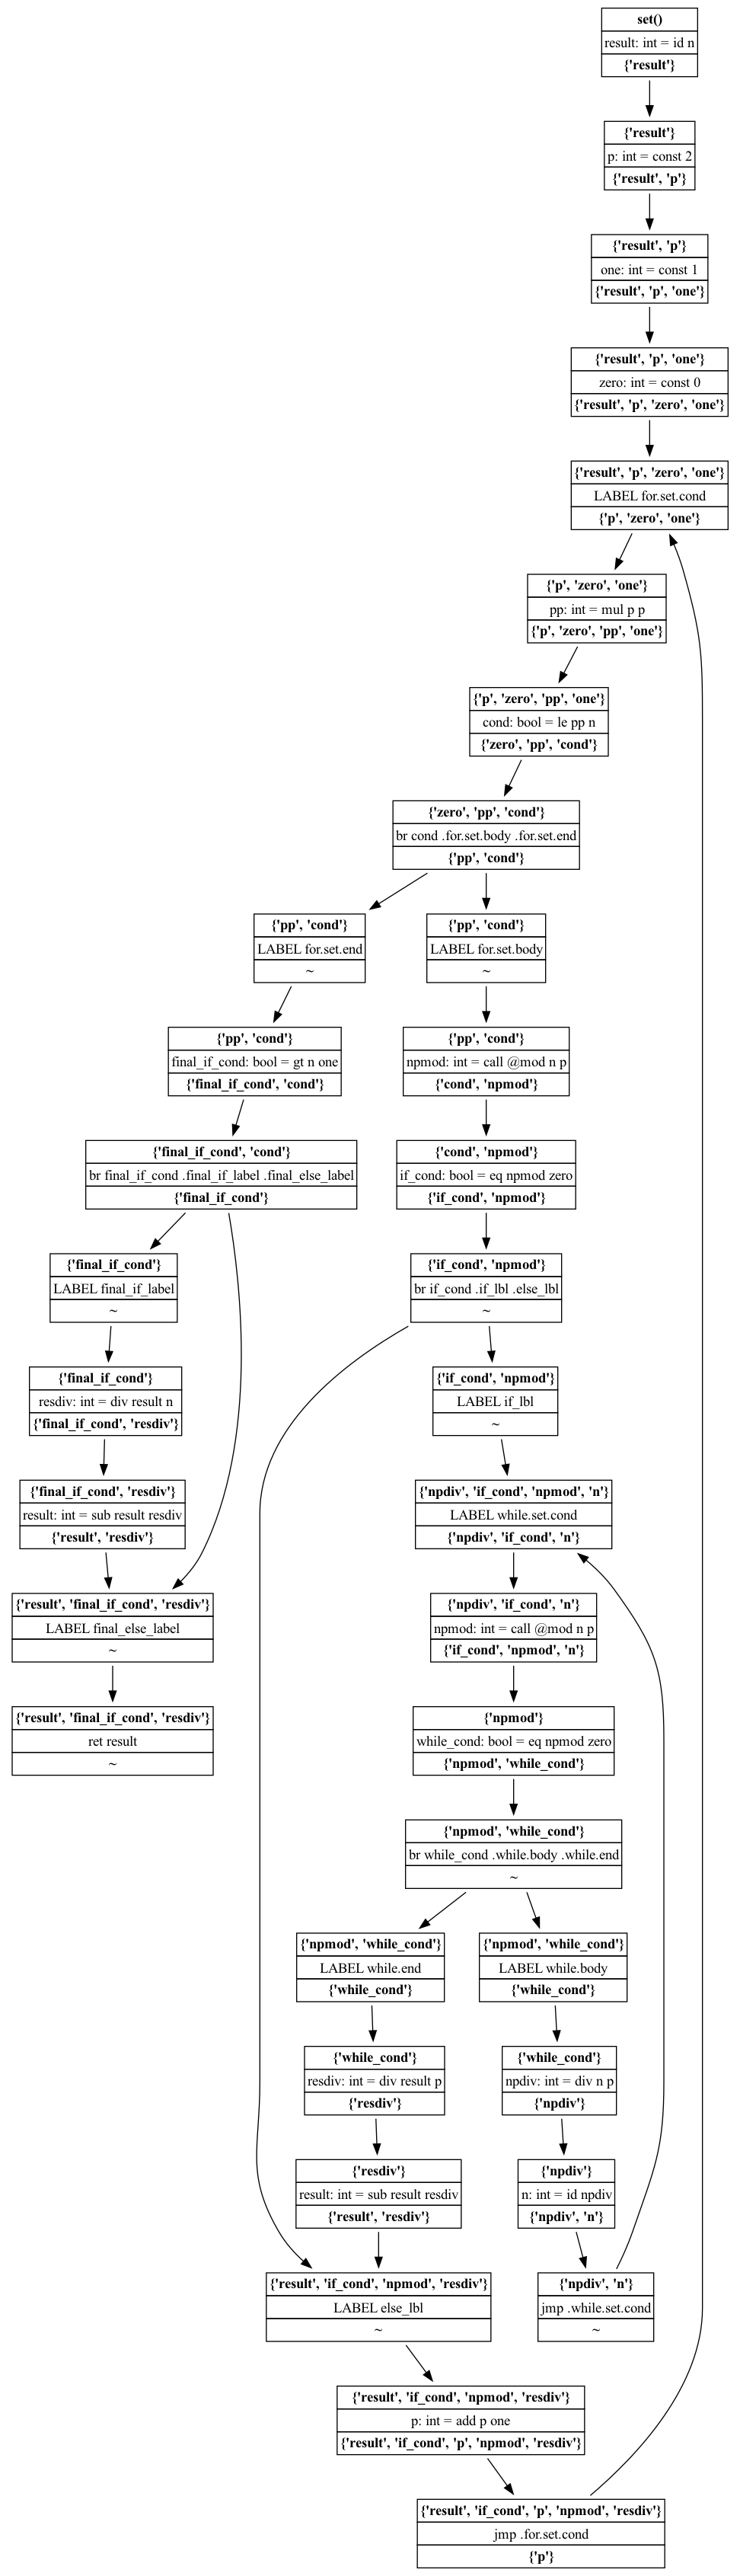 set()
result: int = id n
{'result'}
{'result'}
p: int = const 2
{'result', 'p'}
{'result', 'p'}
one: int = const 1
{'result', 'p', 'one'}
{'result', 'p', 'one'}
zero: int = const 0
{'result', 'p', 'zero', 'one'}
{'result', 'p', 'zero', 'one'}
LABEL for.set.cond
{'p', 'zero', 'one'}
{'p', 'zero', 'one'}
pp: int = mul p p
{'p', 'zero', 'pp', 'one'}
{'p', 'zero', 'pp', 'one'}
cond: bool = le pp n
{'zero', 'pp', 'cond'}
{'zero', 'pp', 'cond'}
br cond .for.set.body .for.set.end
{'pp', 'cond'}
{'pp', 'cond'}
LABEL for.set.end
~
{'pp', 'cond'}
LABEL for.set.body
~
{'pp', 'cond'}
final_if_cond: bool = gt n one
{'final_if_cond', 'cond'}
{'pp', 'cond'}
npmod: int = call @mod n p
{'cond', 'npmod'}
{'final_if_cond', 'cond'}
br final_if_cond .final_if_label .final_else_label
{'final_if_cond'}
{'cond', 'npmod'}
if_cond: bool = eq npmod zero
{'if_cond', 'npmod'}
{'final_if_cond'}
LABEL final_if_label
~
{'if_cond', 'npmod'}
br if_cond .if_lbl .else_lbl
~
{'final_if_cond'}
resdiv: int = div result n
{'final_if_cond', 'resdiv'}
{'if_cond', 'npmod'}
LABEL if_lbl
~
{'final_if_cond', 'resdiv'}
result: int = sub result resdiv
{'result', 'resdiv'}
{'npdiv', 'if_cond', 'npmod', 'n'}
LABEL while.set.cond
{'npdiv', 'if_cond', 'n'}
{'result', 'final_if_cond', 'resdiv'}
LABEL final_else_label
~
{'npdiv', 'if_cond', 'n'}
npmod: int = call @mod n p
{'if_cond', 'npmod', 'n'}
{'result', 'final_if_cond', 'resdiv'}
ret result
~
{'npmod'}
while_cond: bool = eq npmod zero
{'npmod', 'while_cond'}
{'npmod', 'while_cond'}
br while_cond .while.body .while.end
~
{'npmod', 'while_cond'}
LABEL while.end
{'while_cond'}
{'npmod', 'while_cond'}
LABEL while.body
{'while_cond'}
{'while_cond'}
resdiv: int = div result p
{'resdiv'}
{'while_cond'}
npdiv: int = div n p
{'npdiv'}
{'resdiv'}
result: int = sub result resdiv
{'result', 'resdiv'}
{'npdiv'}
n: int = id npdiv
{'npdiv', 'n'}
{'result', 'if_cond', 'npmod', 'resdiv'}
LABEL else_lbl
~
{'npdiv', 'n'}
jmp .while.set.cond
~
{'result', 'if_cond', 'npmod', 'resdiv'}
p: int = add p one
{'result', 'if_cond', 'p', 'npmod', 'resdiv'}
{'result', 'if_cond', 'p', 'npmod', 'resdiv'}
jmp .for.set.cond
{'p'}